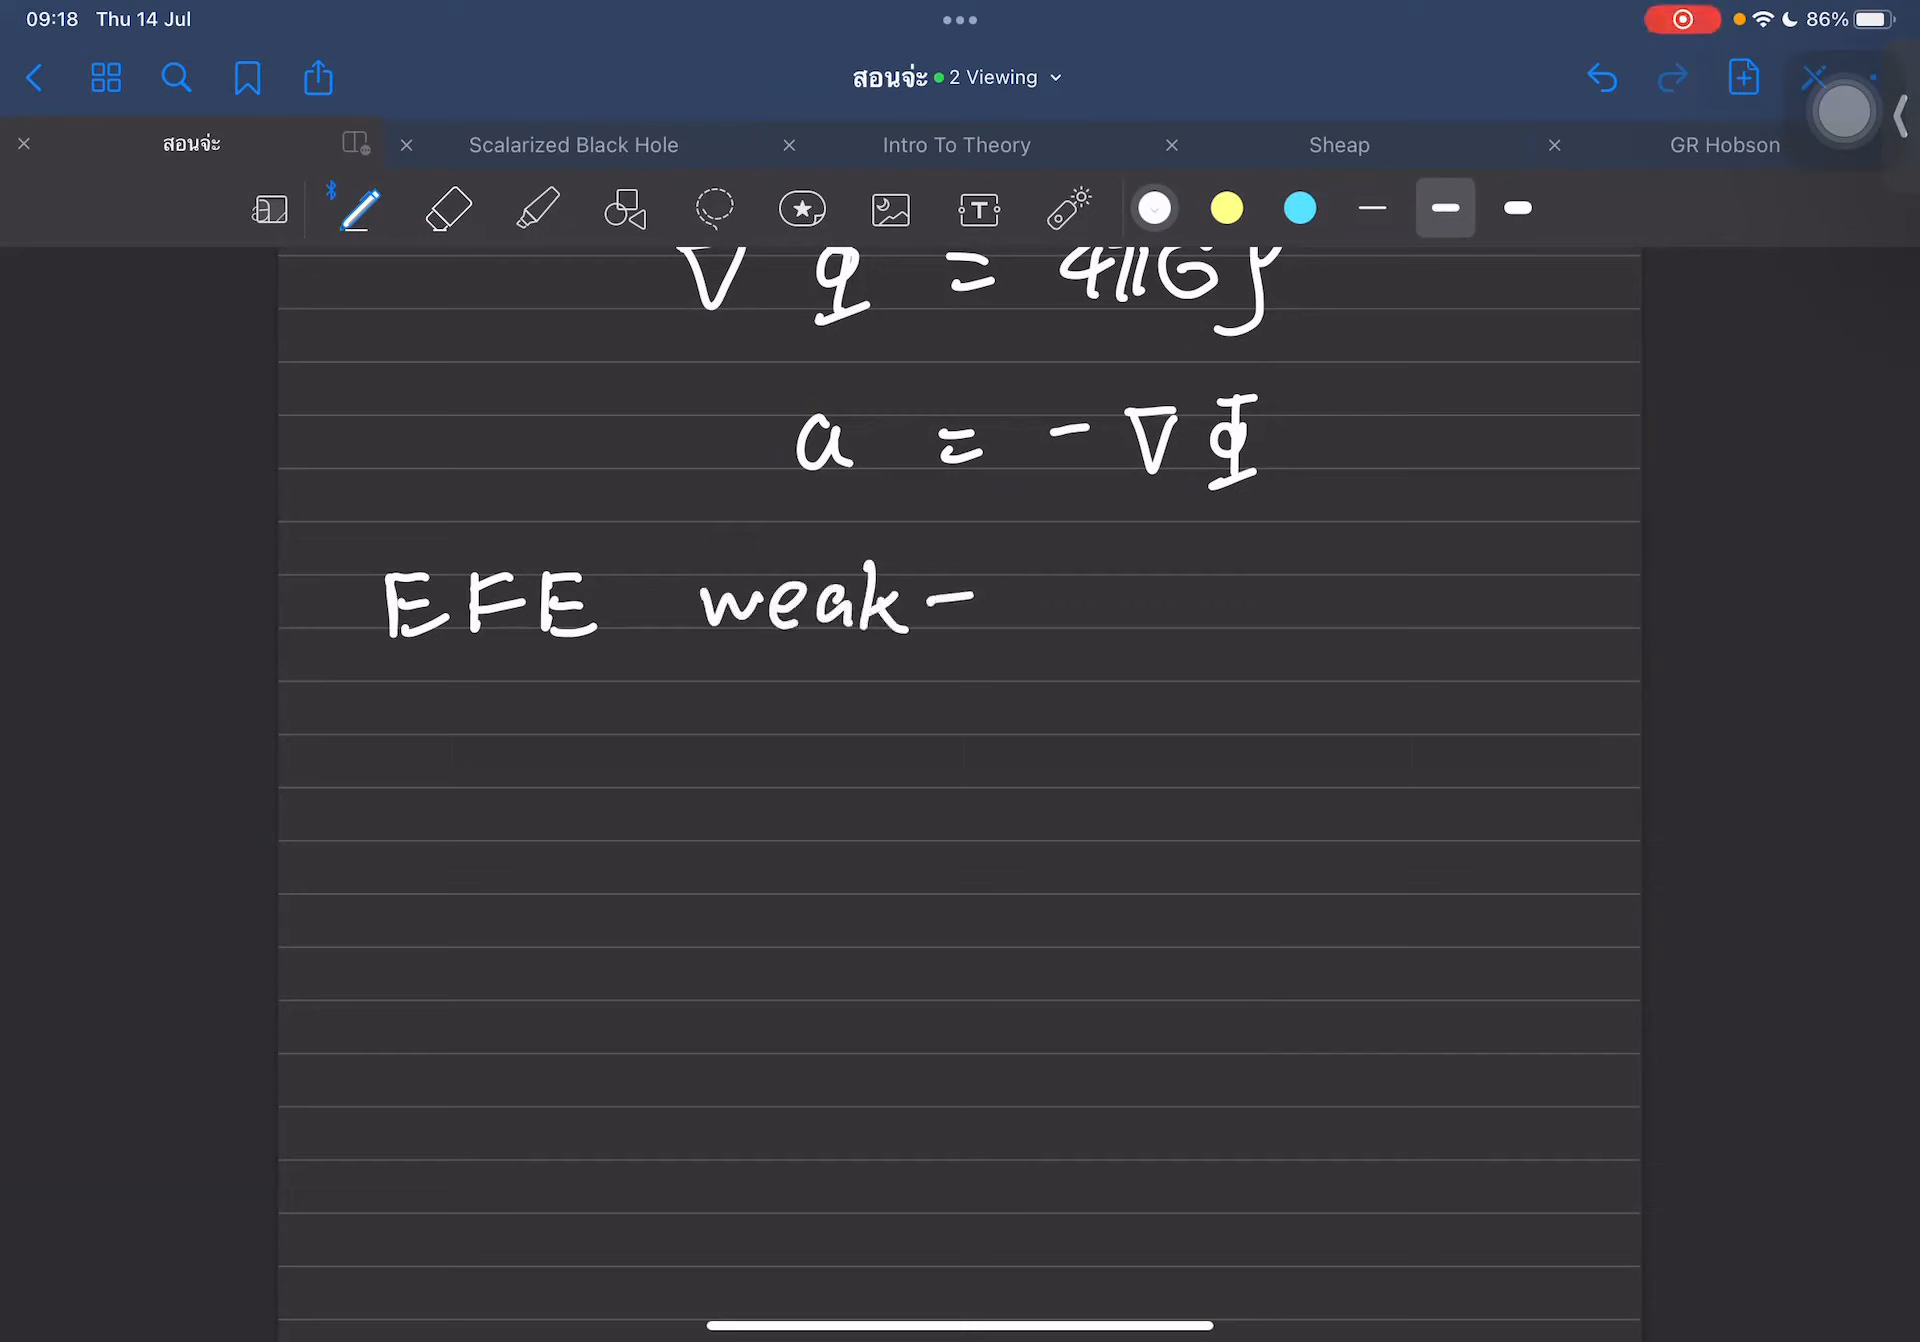 09:18 Thu 14 Jul 86%
สอนจ่ะ 2 Viewing
สอนจ่ะ Scalarized Black Hole Intro To Theory Sheap GR Hobson
∇ Φ = 4πGρ
a = - ∇ Φ
EFE weak -